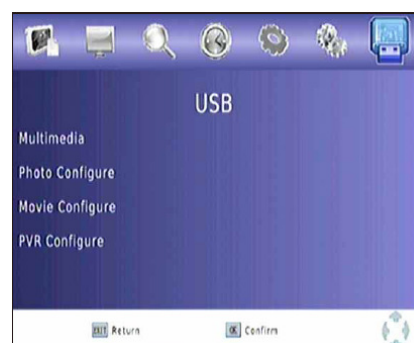 USB
Multimedia
Photo Configure
Movie Configure
PVR Configure
EXIT Return OK Confirm